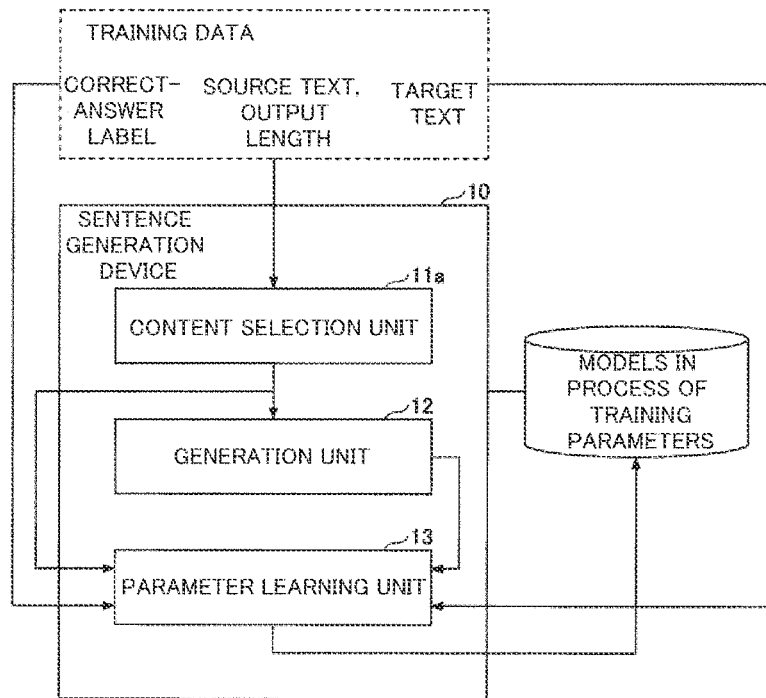 TRAINING DATA
CORRECT-
ANSWER
LABEL
SOURCE TEXT,
OUTPUT
LENGTH
TARGET
TEXT
10
SENTENCE
GENERATION
DEVICE
11a
CONTENT SELECTION UNIT
12
GENERATION UNIT
13
PARAMETER LEARNING UNIT
MODELS IN
PROCESS OF
TRAINING
PARAMETERS